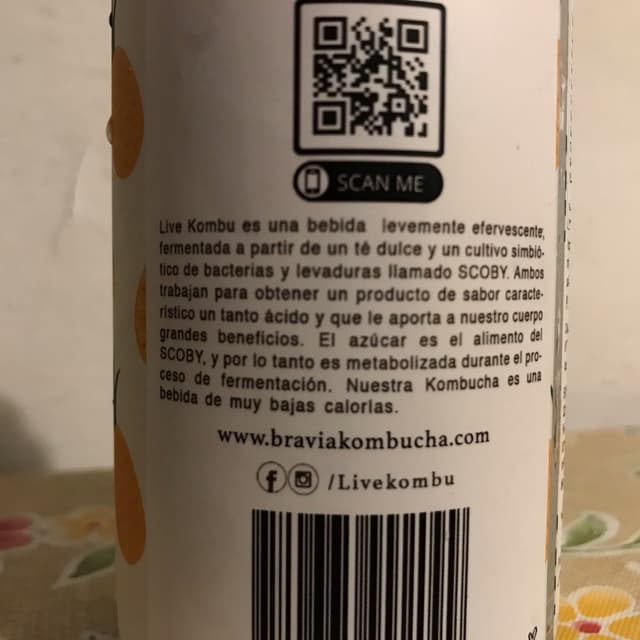 SCAN ME
Live Kombu es una bebida levemente efervescente,
fermentada a partir de un té dulce y un cultivo simbió-
tico de bacterias y levaduras llamado SCOBY. Ambos
trabajan para obtener un producto de sabor caracte-
rístico un tanto ácido y que le aporta a nuestro cuerpo
grandes beneficios. El azúcar es el alimento del
SCOBY, y por lo tanto es metabolizada durante el pro-
ceso de fermentación. Nuestra Kombucha es una
bebida de muy bajas calorías.
www.braviakombucha.com
/Livekombu